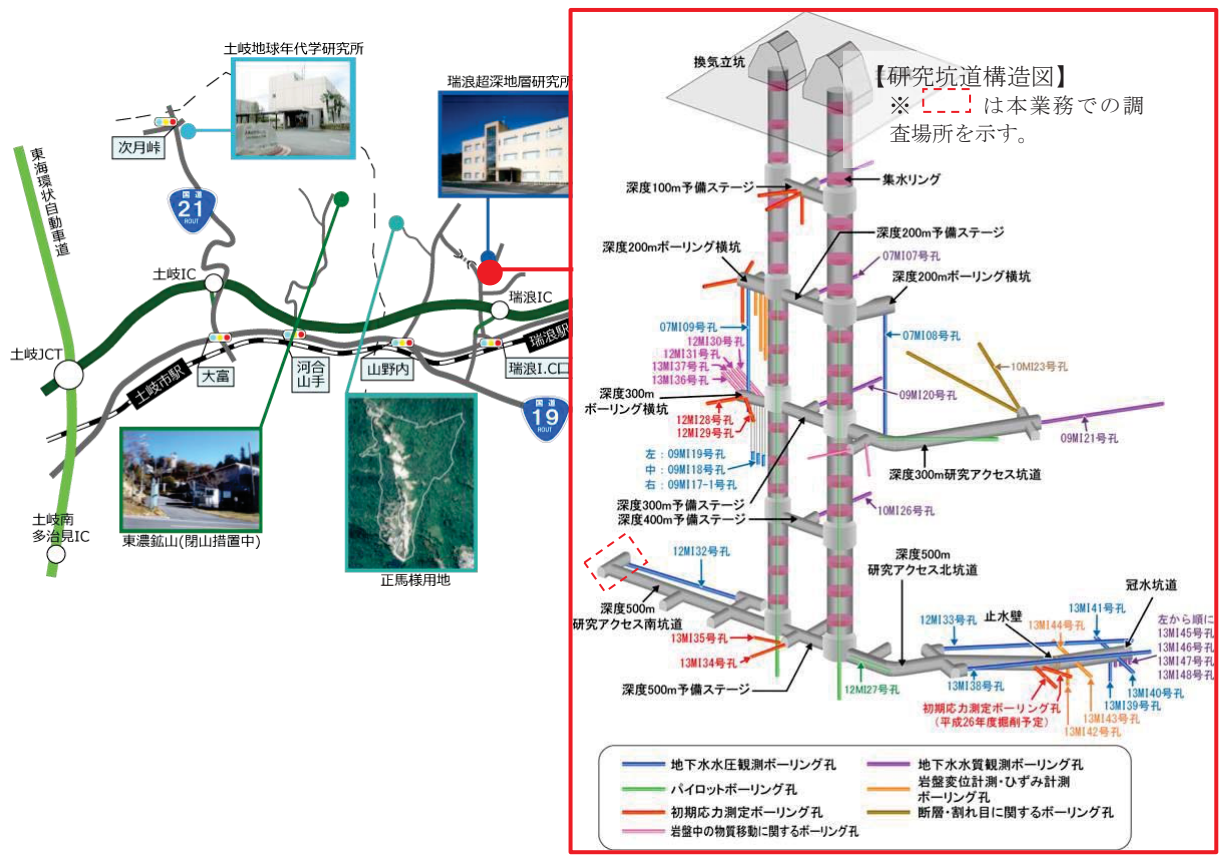 土岐地球年代学研究所
瑞浪超深地層研究所
次月峠
東海環状自動車道
国道
21
ROUT
土岐IC
瑞浪IC
土岐JCT
土岐市駅
大富
河合
山手
山野内
瑞浪I.C口
瑞浪駅
国道
19
ROUT
土岐南
多治見IC
東濃鉱山(閉山措置中)
正馬様用地
換気立坑
【研究坑道構造図】
※ は本業務での調
査場所を示す。
深度100m予備ステージ
集水リング
深度200m予備ステージ
深度200mボーリング横坑
07MI07号孔
深度200mボーリング横坑
07MI09号孔
07MI08号孔
12MI30号孔
12MI31号孔
13MI37号孔
13MI36号孔
10MI23号孔
深度300m
ボーリング横坑
09MI20号孔
12MI28号孔
12MI29号孔
09MI21号孔
左：09MI19号孔
中：09MI18号孔
右：09MI17-1号孔
深度300m研究アクセス坑道
深度300m予備ステージ
深度400m予備ステージ
10MI26号孔
12MI32号孔
深度500m
研究アクセス北坑道
深度500m
研究アクセス南坑道
12MI33号孔
止水壁
13MI44号孔
13MI41号孔
冠水坑道
左から順に
13MI45号孔
13MI46号孔
13MI47号孔
13MI48号孔
13MI35号孔
13MI34号孔
深度500m予備ステージ
12MI27号孔
13MI38号孔
初期応力測定ボーリング孔
(平成26年度掘削予定)
13MI40号孔
13MI39号孔
13MI43号孔
13MI42号孔
地下水水圧観測ボーリング孔
地下水水質観測ボーリング孔
パイロットボーリング孔
岩盤変位計測・ひずみ計測
ボーリング孔
初期応力測定ボーリング孔
断層・割れ目に関するボーリング孔
岩盤中の物質移動に関するボーリング孔